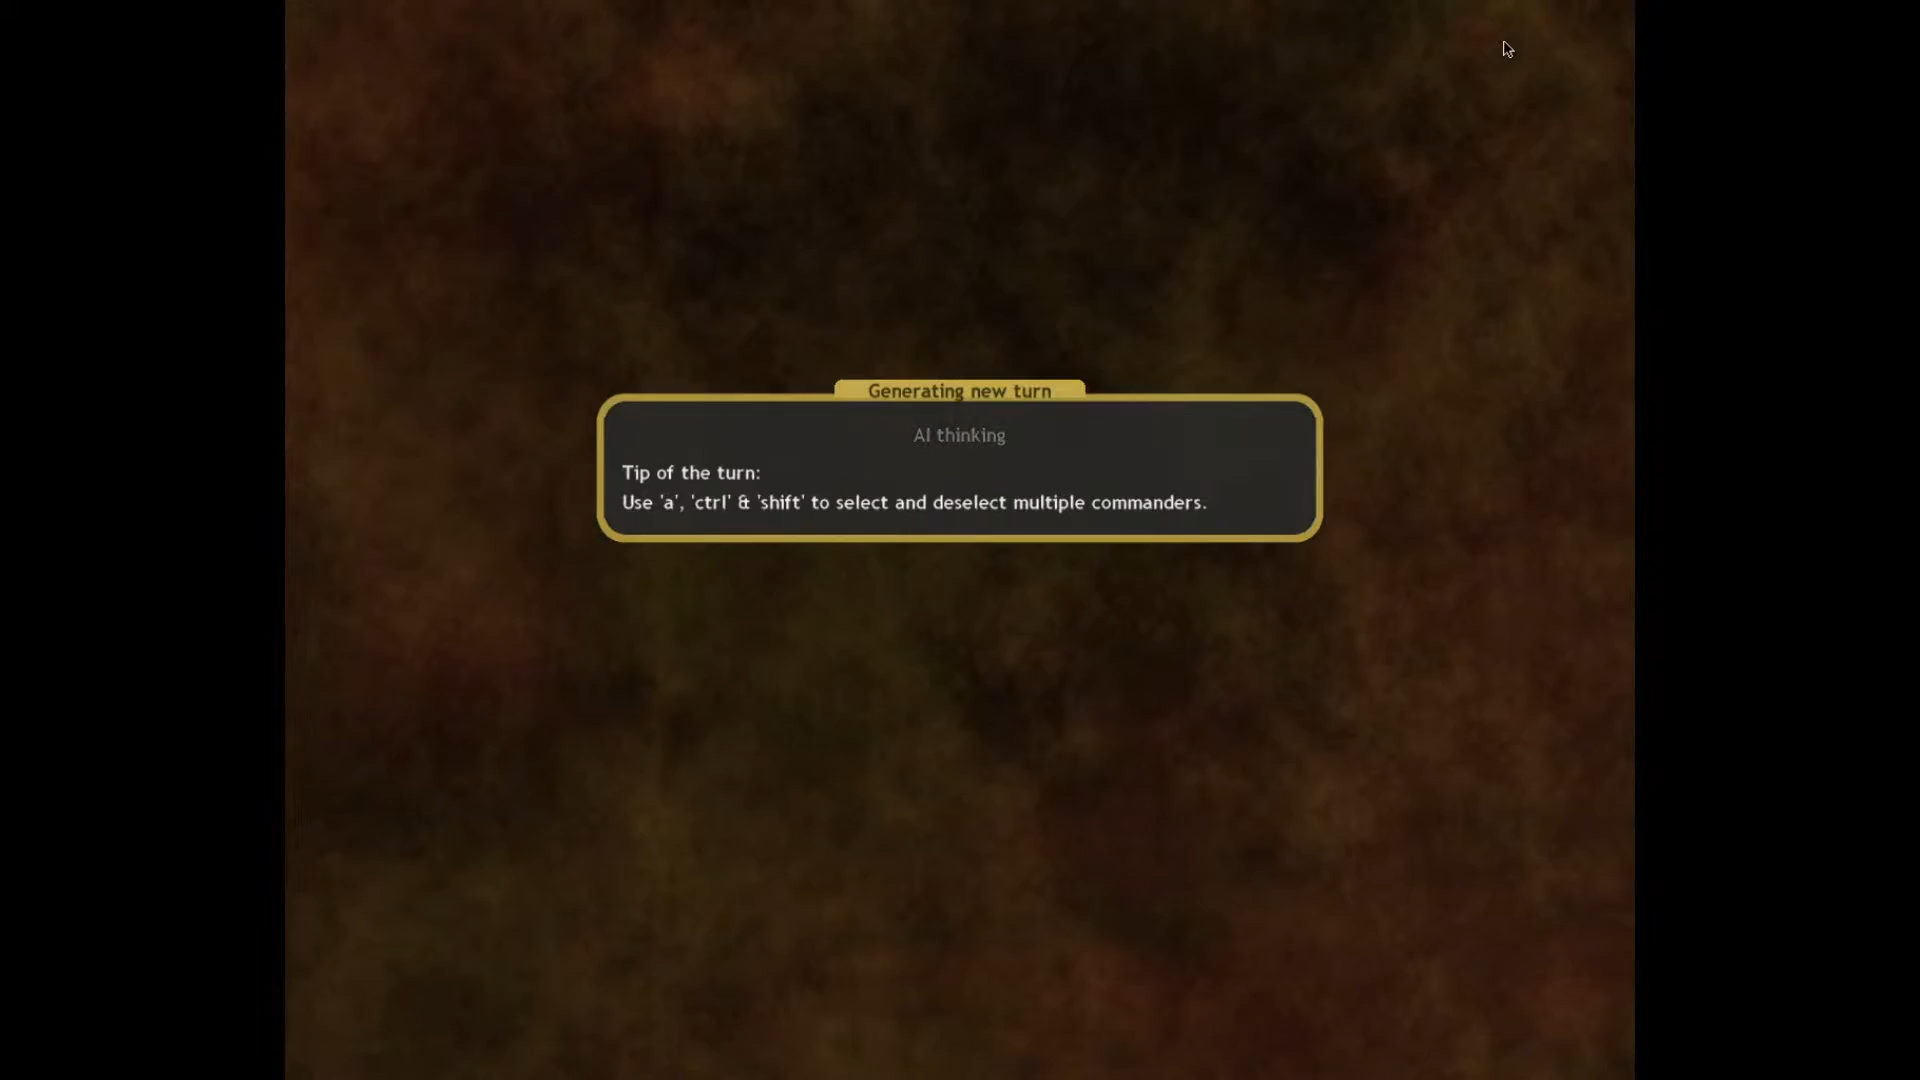 Generating new turn
AI thinking
Tip of the turn:
Use 'a', 'ctrl' & 'shift' to select and deselect multiple commanders.